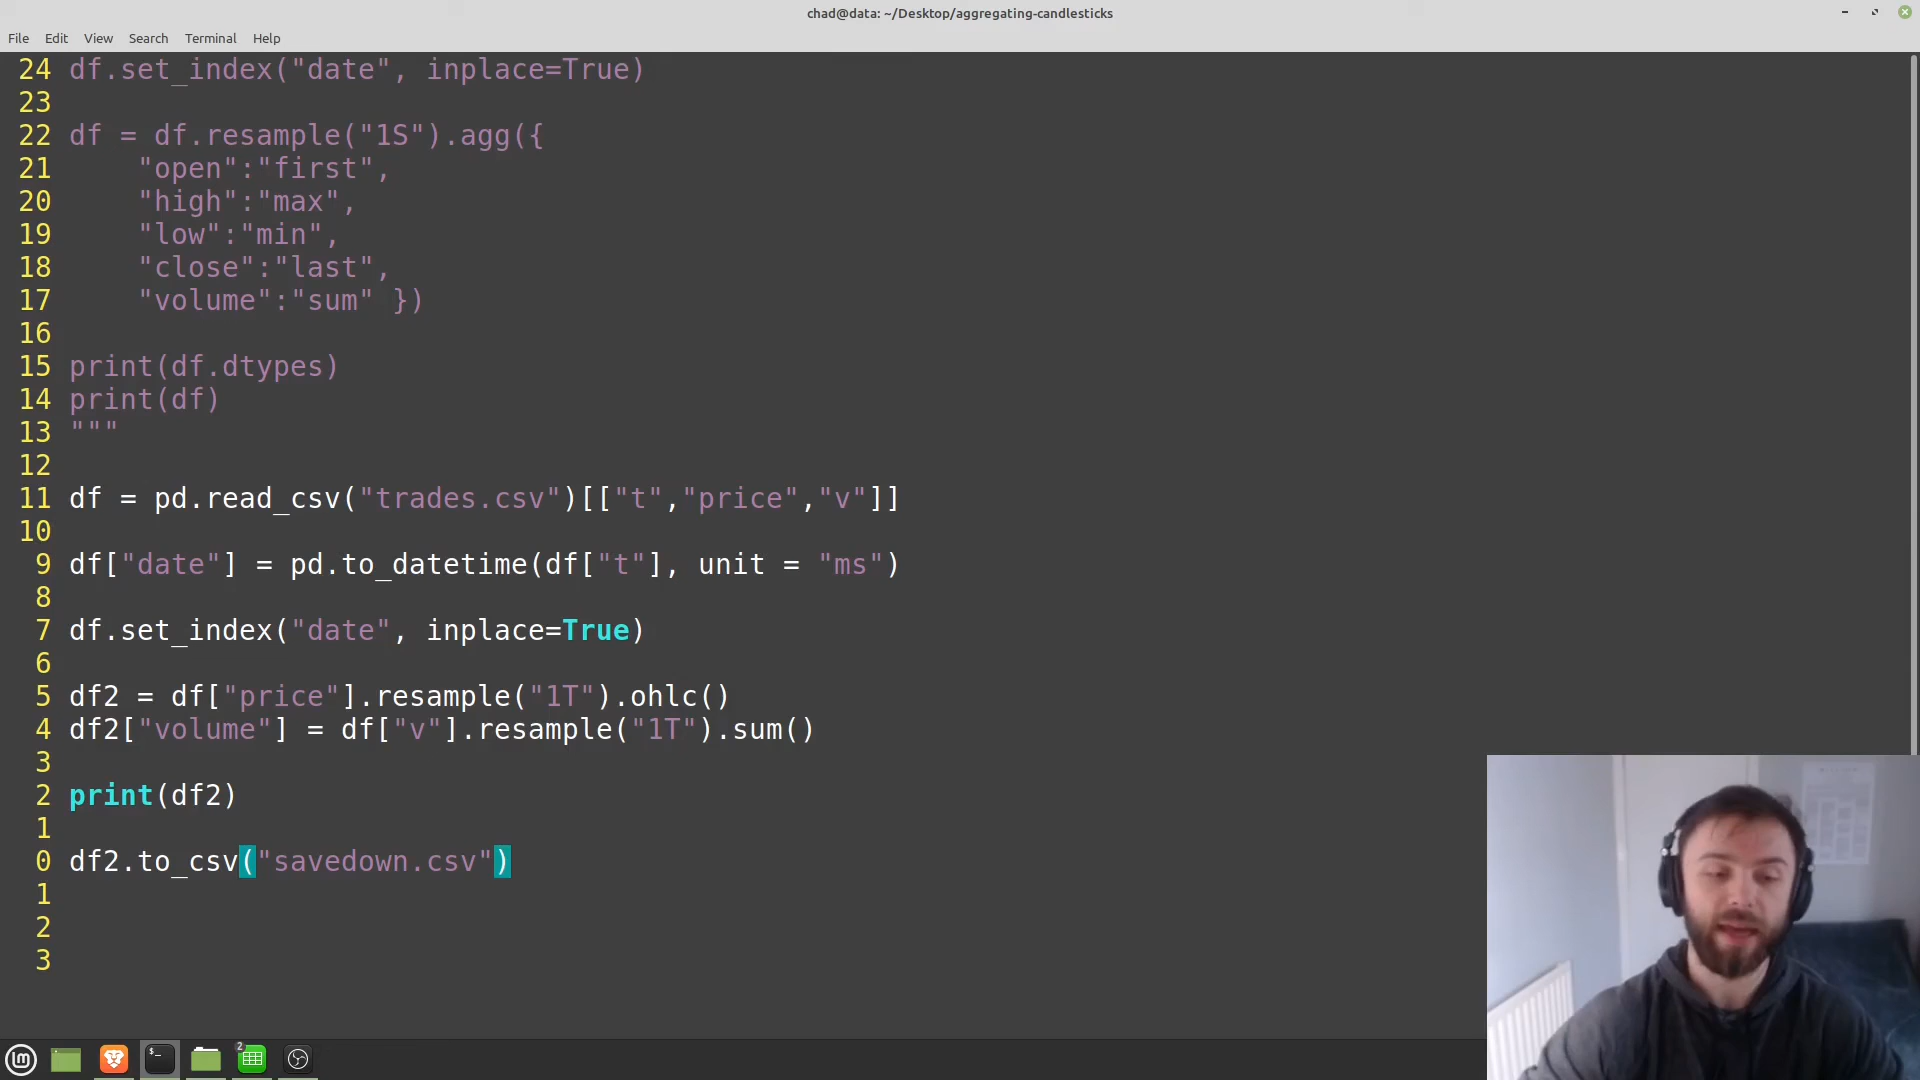 chad@data: ~/Desktop/aggregating-candlesticks
File Edit View Search Terminal Help
24 df.set_index("date", inplace=True)
23
22 df = df.resample("1S").agg({
21     "open":"first",
20     "high":"max",
19     "low":"min",
18     "close":"last",
17     "volume":"sum" })
16
15 print(df.dtypes)
14 print(df)
13 """
12
11 df = pd.read_csv("trades.csv")[["t","price","v"]]
10
9 df["date"] = pd.to_datetime(df["t"], unit = "ms")
8
7 df.set_index("date", inplace=True)
6
5 df2 = df["price"].resample("1T").ohlc()
4 df2["volume"] = df["v"].resample("1T").sum()
3
2 print(df2)
1
0 df2.to_csv("savedown.csv")
1
2
3
2